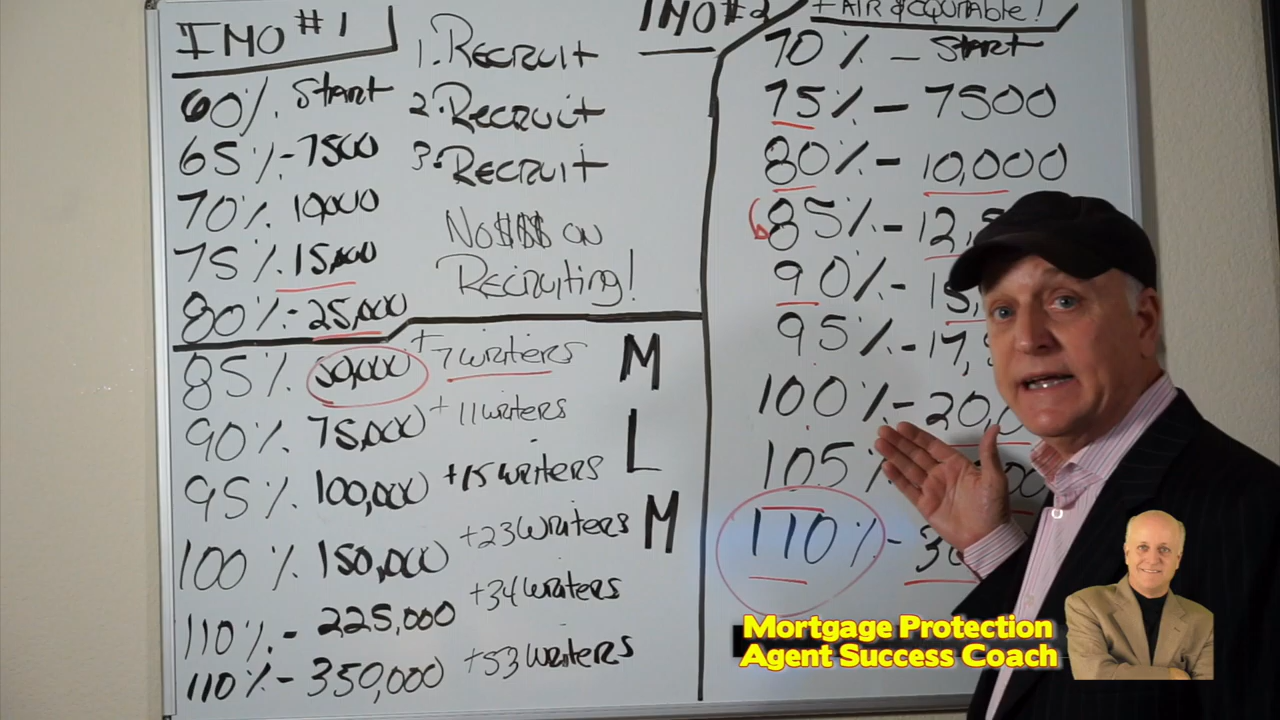 IMO #1
60%. Start
65%-7500
70%. 10,000
75%. 15,000
80%-25,000
85%. 50,000 +7 writers
90%. 75,000 +11 writers
95%. 100,000 +15 writers
100%. 150,000 +23 Writers
110%.- 225,000 +34 Writers
110%-350,000 +53 Writers
1. Recruit
2. Recruit
3. Recruit
No $$$$ on
Recruiting!
M
L
M
IMO #2
FAIR & EQUITABLE!
70% - Start
75% - 7500
80% - 10,000
85% - 12,
90% - 15,
95% - 17,
100% - 20,0
105%
110% - 30
Mortgage Protection
Agent Success Coach